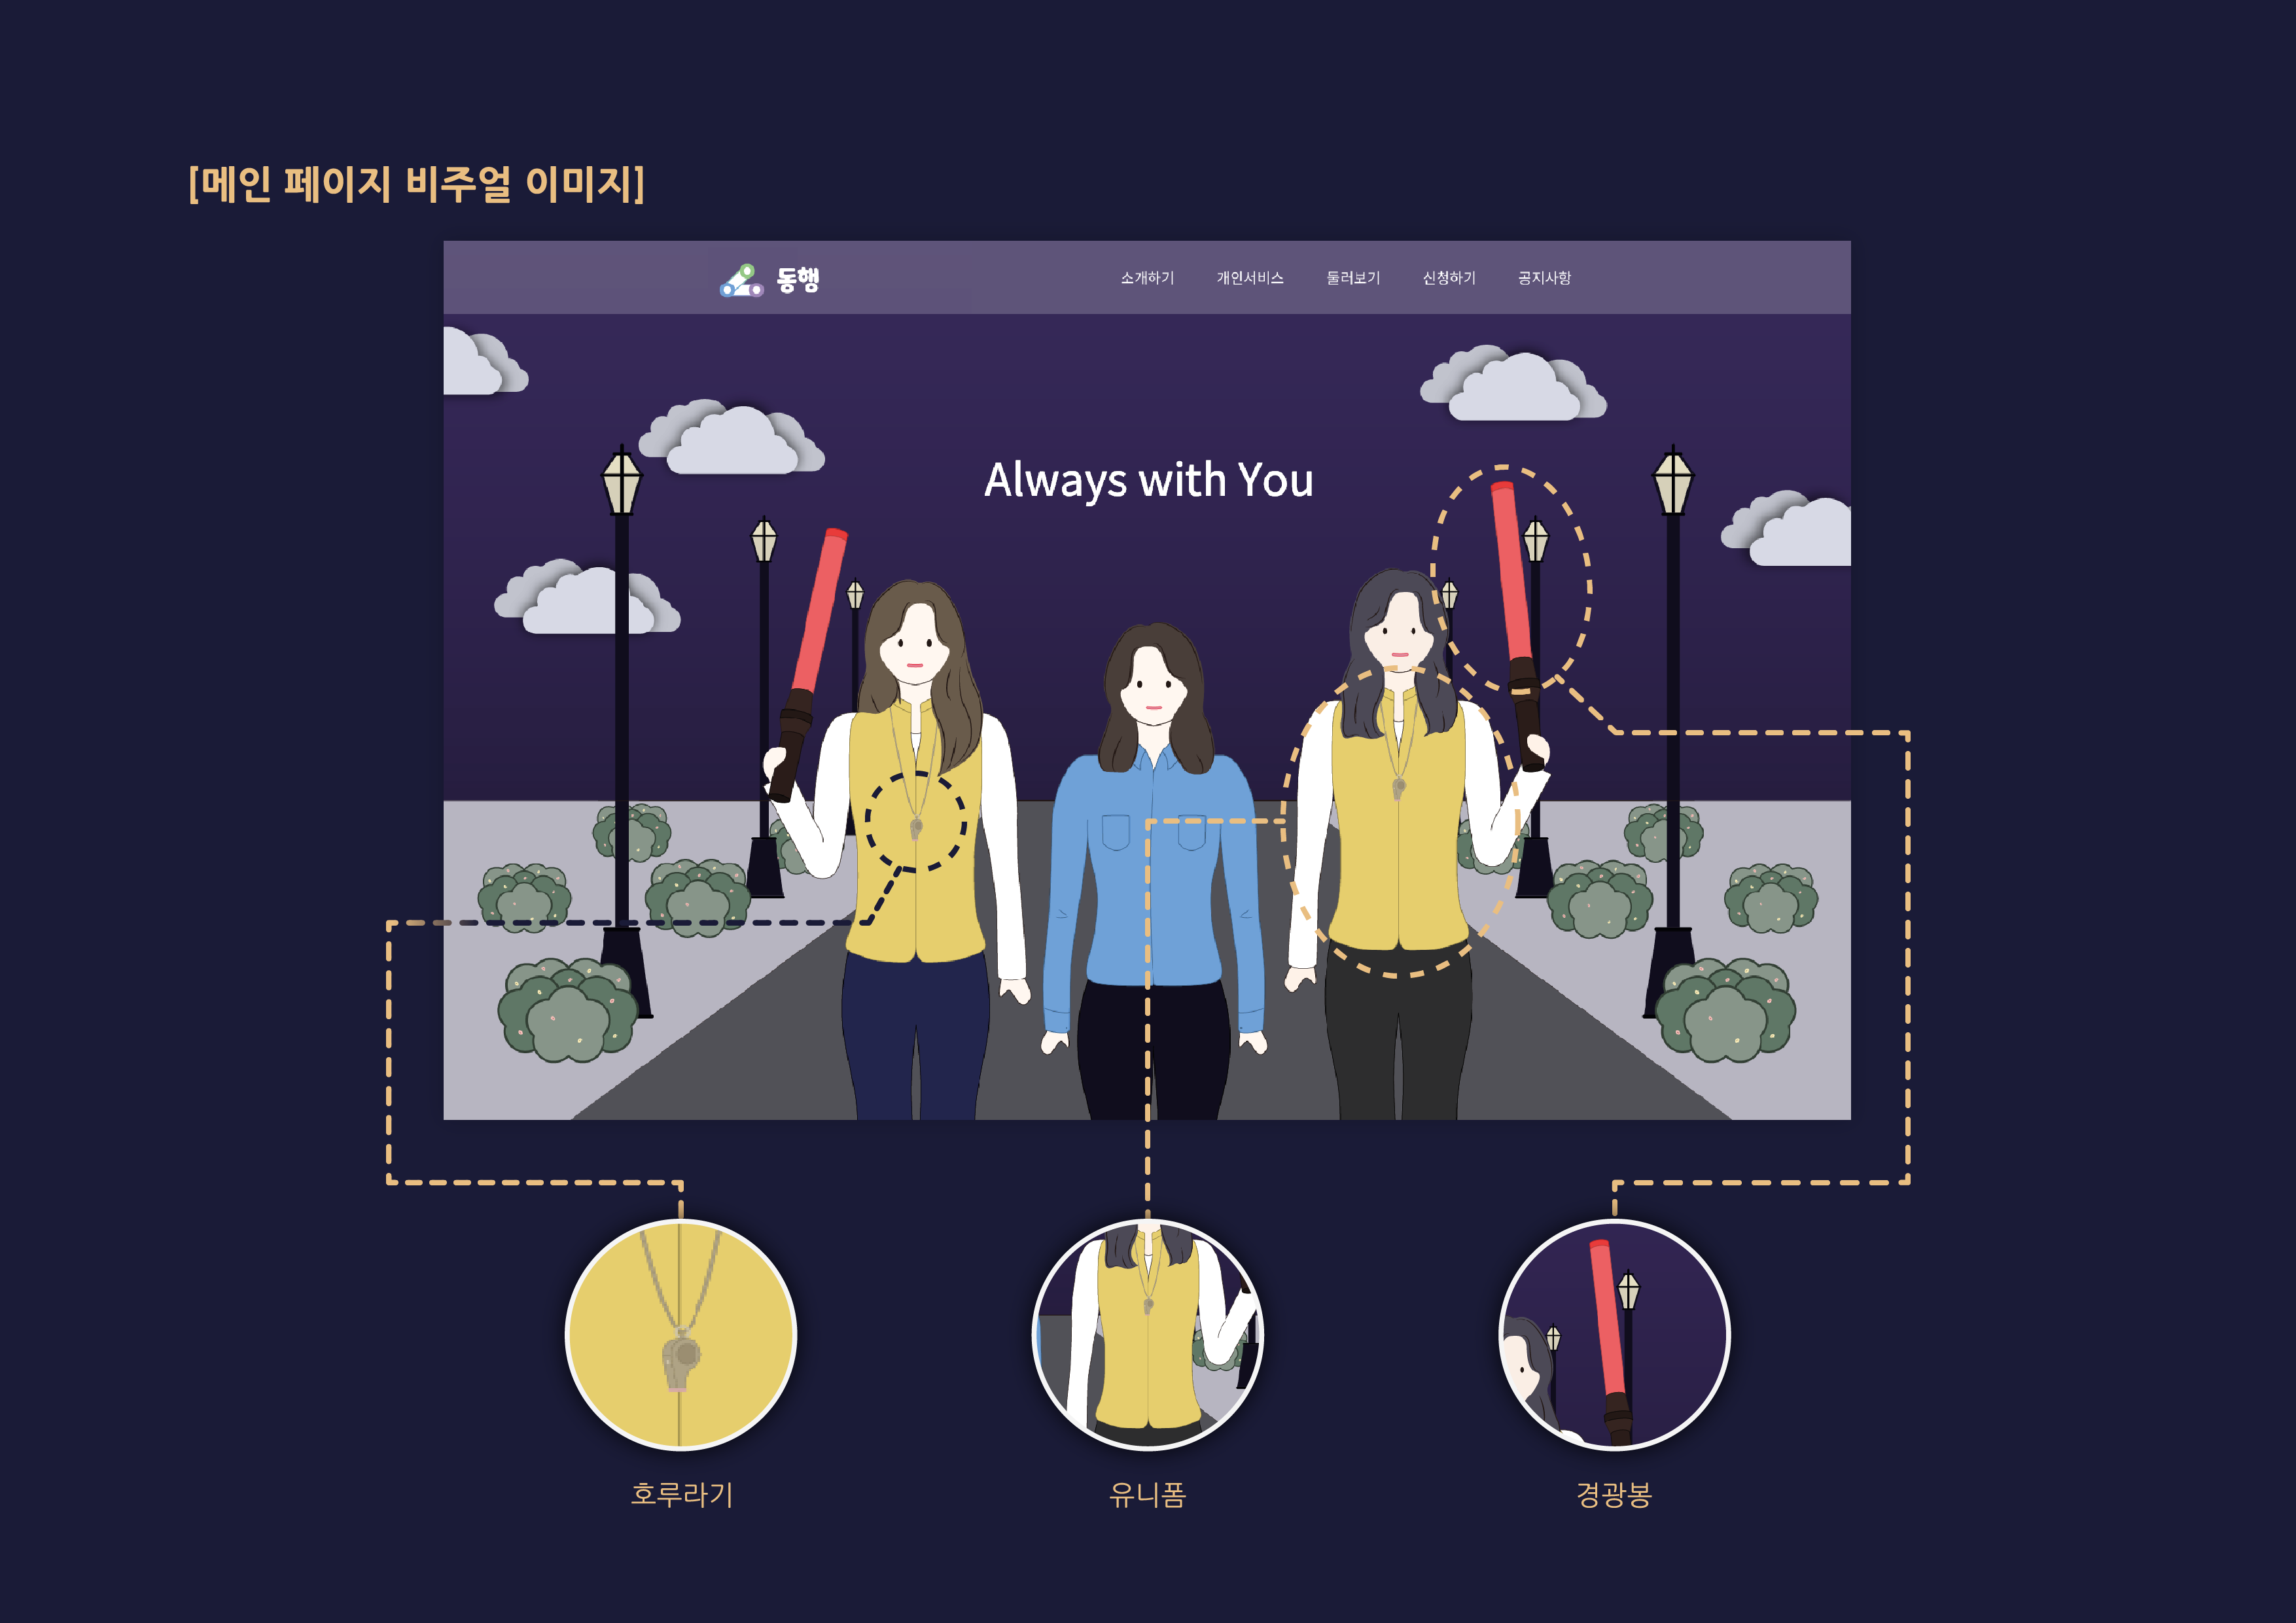 [메인 페이지 비주얼 이미지]
동행 소개하기 개인서비스 둘러보기 신청하기 공지사항
Always with You
호루라기 유니폼 경광봉